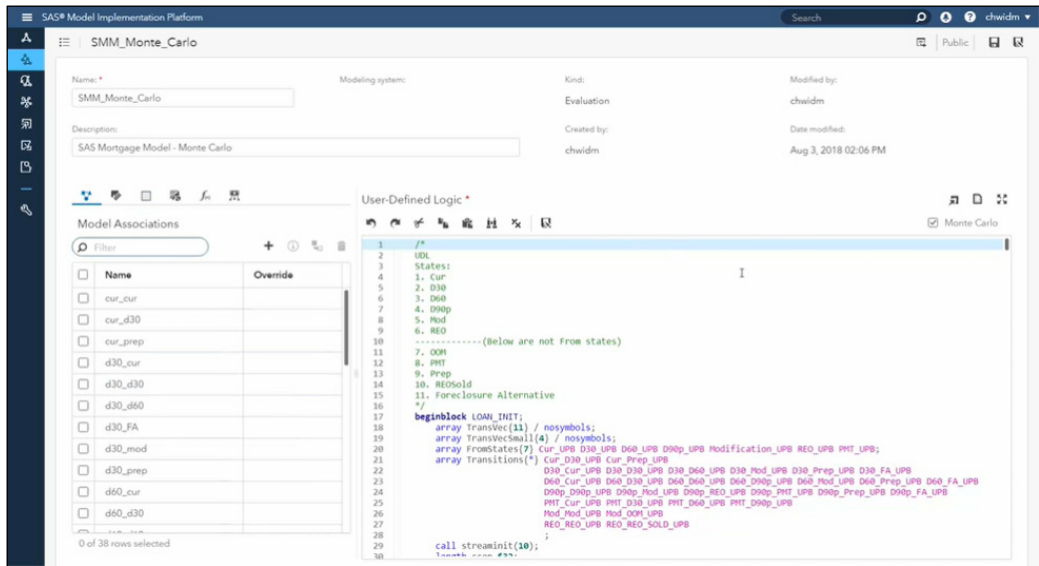 SAS® Model Implementation Platform
Search
chwidm
SMM_Monte_Carlo
Public
Name: *
Modeling system:
Kind:
Modified by:
SMM_Monte_Carlo
Evaluation
chwidm
Description:
Created by:
Date modified:
SAS Mortgage Model - Monte Carlo
chwidm
Aug 3, 2018 02:06 PM
Model Associations
Filter
Name Override
cur_cur
cur_d30
cur_prep
d30_cur
d30_d30
d30_d60
d30_FA
d30_mod
d30_prep
d60_cur
d60_d30
0 of 38 rows selected
User-Defined Logic *
Monte Carlo
1 /*
2 UDL
3 States:
4 1. Cur
5 2. D30
6 3. D60
7 4. D90p
8 5. Mod
9 6. REO
10 -------------(Below are not From states)
11 7. OOM
12 8. PMT
13 9. Prep
14 10. REOSold
15 11. Foreclosure Alternative
16 */
17 beginblock LOAN_INIT;
18 array TransVec{11} / nosymbols;
19 array TransVecSmall{4} / nosymbols;
20 array FromStates{7} Cur_UPB D30_UPB D60_UPB D90p_UPB Modification_UPB REO_UPB PMT_UPB;
21 array Transitions{*} Cur_D30_UPB Cur_Prep_UPB
22 D30_Cur_UPB D30_D30_UPB D30_D60_UPB D30_Mod_UPB D30_Prep_UPB D30_FA_UPB
23 D60_Cur_UPB D60_D30_UPB D60_D60_UPB D60_D90p_UPB D60_Mod_UPB D60_Prep_UPB D60_FA_UPB
24 D90p_D90p_UPB D90p_Mod_UPB D90p_REO_UPB D90p_PMT_UPB D90p_Prep_UPB D90p_FA_UPB
25 PMT_Cur_UPB PMT_D30_UPB PMT_D60_UPB PMT_D90p_UPB
26 Mod_Mod_UPB Mod_OOM_UPB
27 REO_REO_UPB REO_REO_SOLD_UPB
28 ;
29 call streaminit(10);
30